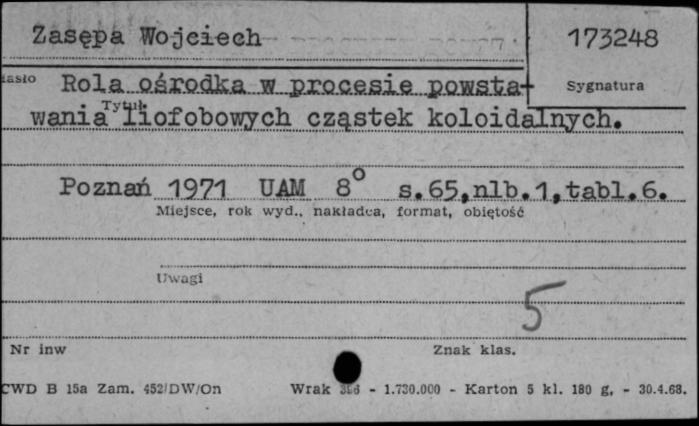 Zasępa Wojciech
173248
Sygnatura
Rola ośrodka w procesie powsta-
Tytuł
wania liofobowych cząstek koloidalnych.
Poznań 1971 UAM 8° s.65,nlb.1,tabl.6.
Miejsce, rok wyd., nakładca, format, objętość
Uwagi
5
Nr inw
Znak klas.
CWD B 15a Zam. 452/DW/On Wrak - 1.730.000 - Karton 5 kl. 180 g. - 30.4.68.